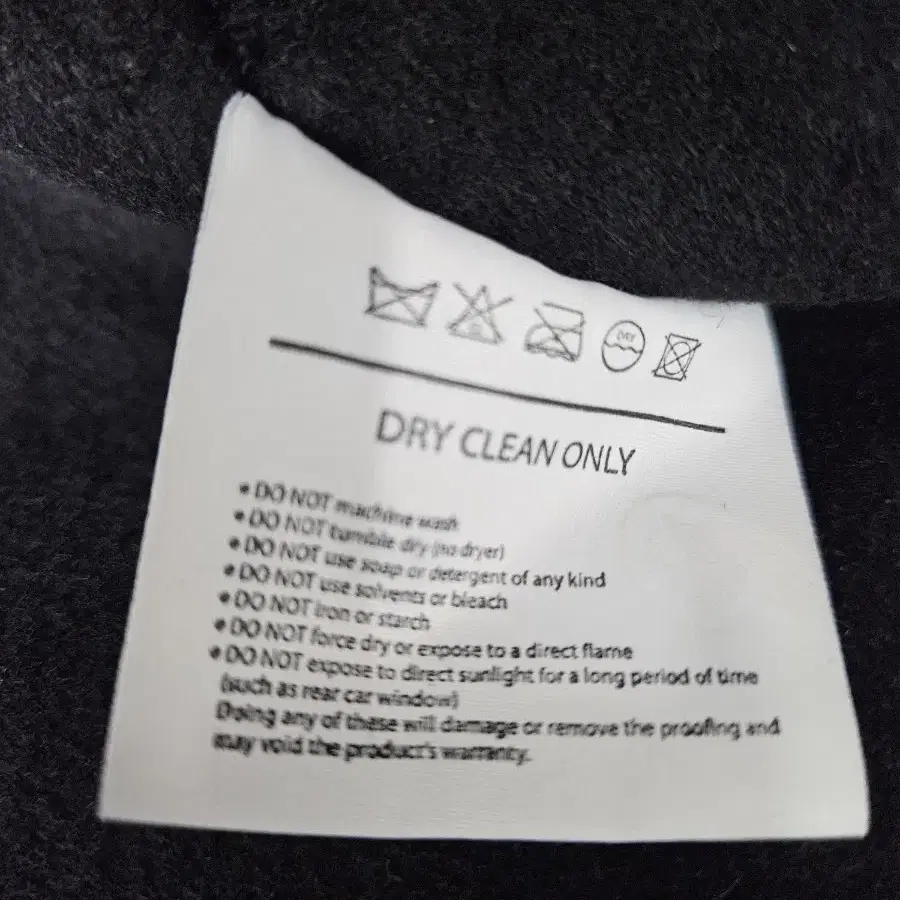 DRY
DRY CLEAN ONLY
• DO NOT machine wash
• DO NOT tumble dry (no dryer)
• DO NOT use soap or detergent of any kind
• DO NOT use solvents or bleach
• DO NOT iron or starch
• DO NOT force dry or expose to a direct flame
• DO NOT expose to direct sunlight for a long period of time
(such as rear car window)
Doing any of these will damage or remove the proofing and
may void the product's warranty.